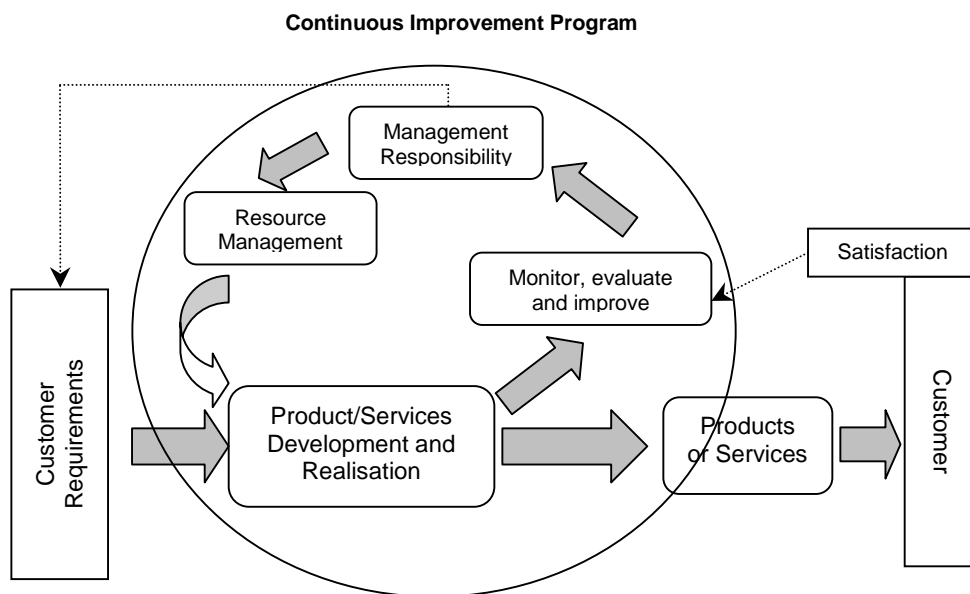 Continuous Improvement Program
Management
Responsibility
Resource
Management
Satisfaction
Monitor, evaluate
and improve
Customer
Requirements
Product/Services
Development and
Realisation
Products
or Services
Customer